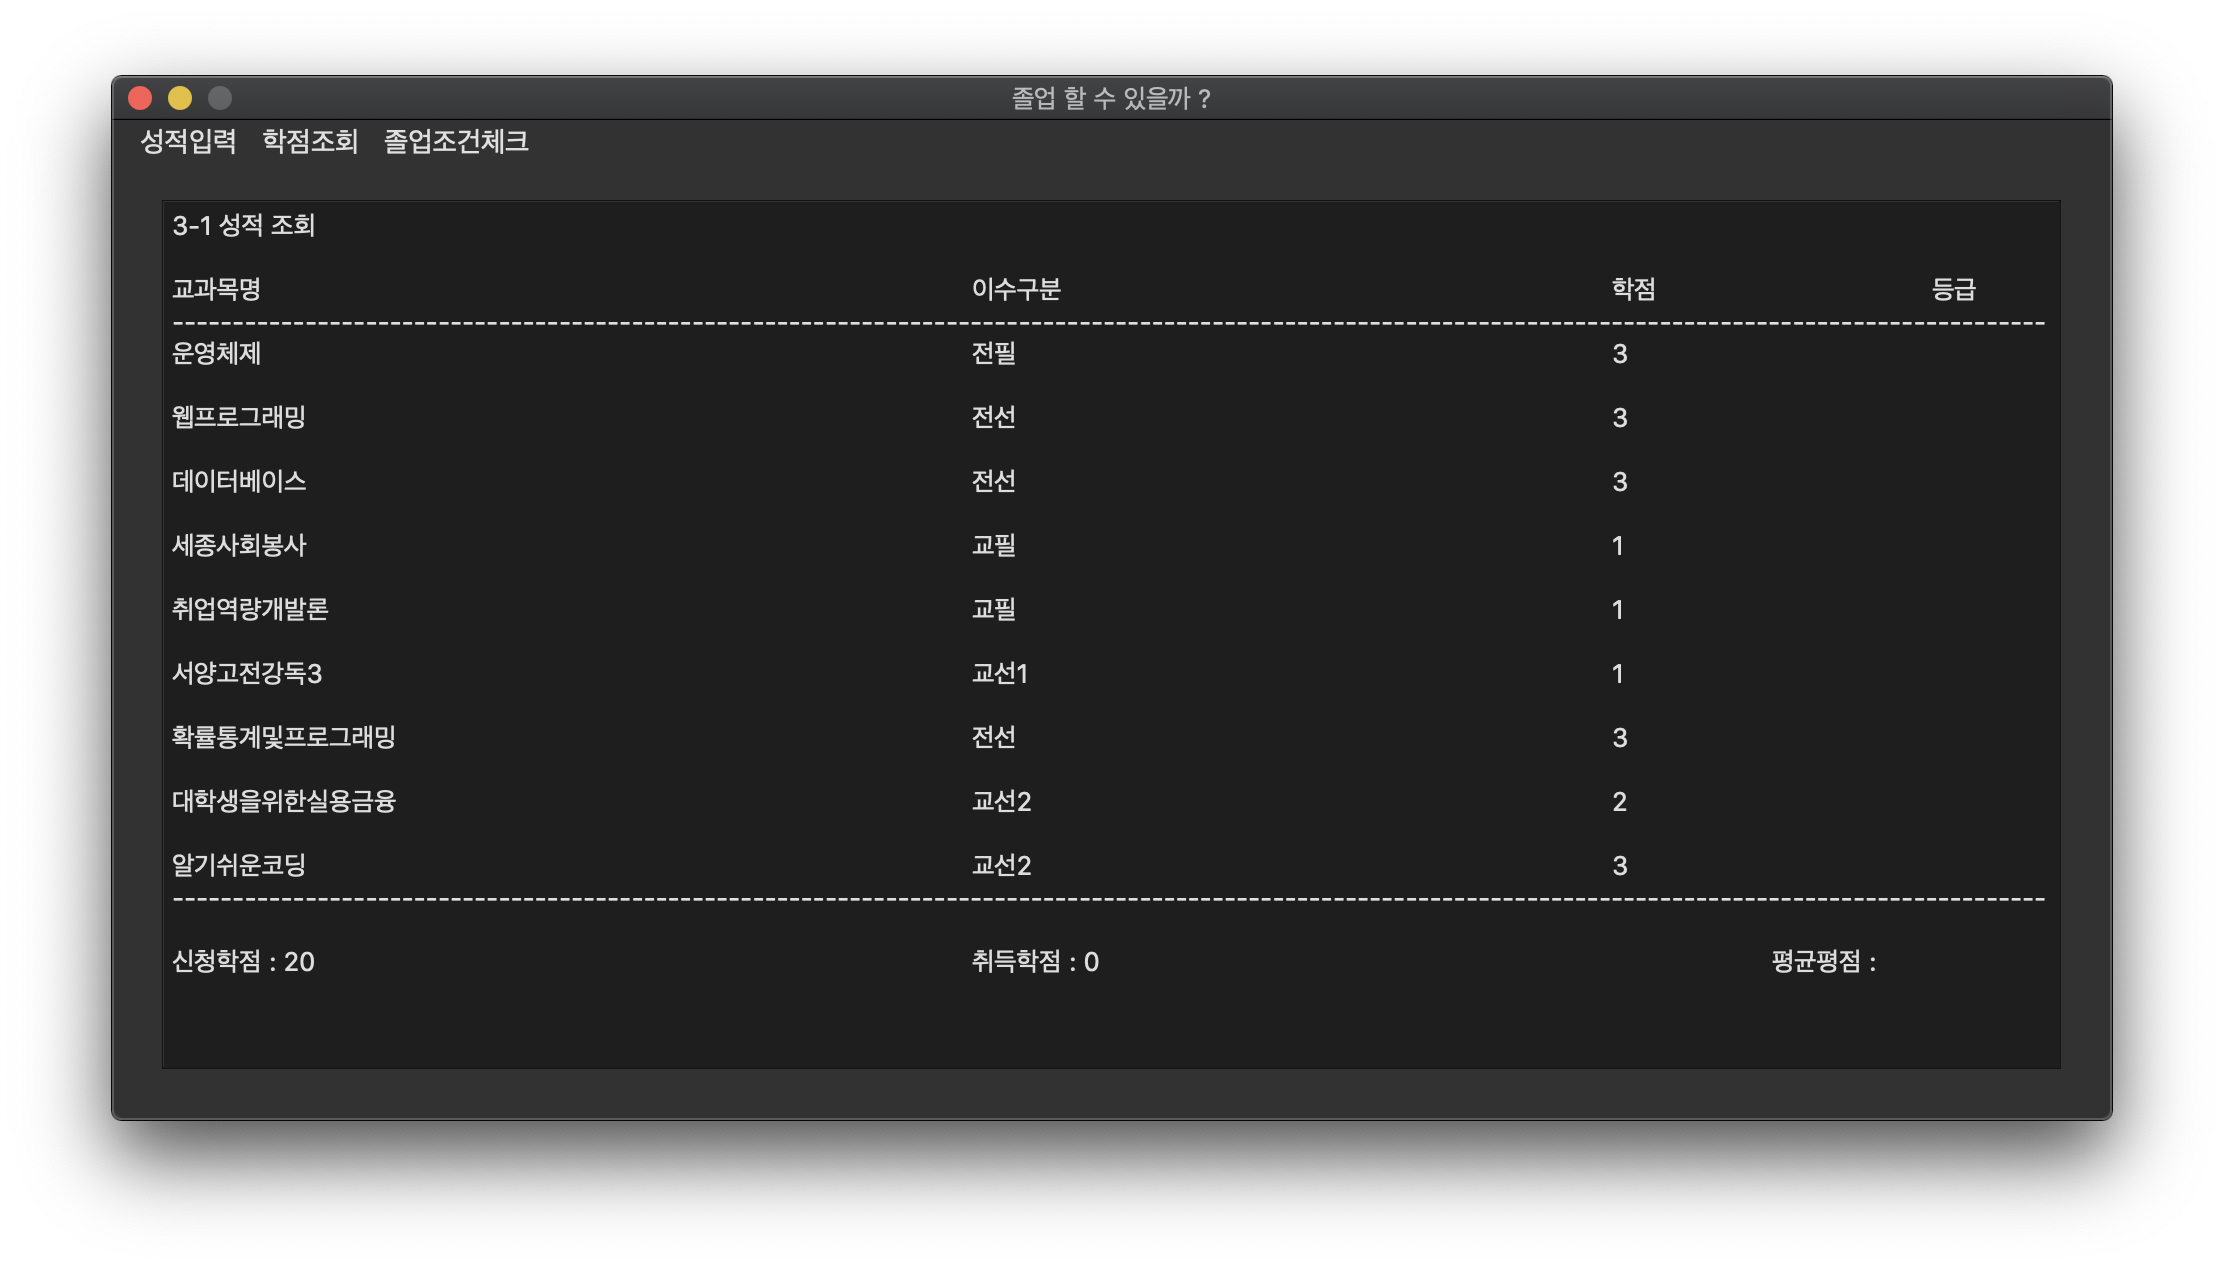 졸업 할 수 있을까 ?
성적입력 학점조회 졸업조건체크
3-1 성적 조회
교과목명 이수구분 학점 등급
운영체제 전필 3
웹프로그래밍 전선 3
데이터베이스 전선 3
세종사회봉사 교필 1
취업역량개발론 교필 1
서양고전강독3 교선1 1
확률통계및프로그래밍 전선 3
대학생을위한실용금융 교선2 2
알기쉬운코딩 교선2 3
신청학점 : 20 취득학점 : 0 평균평점 :